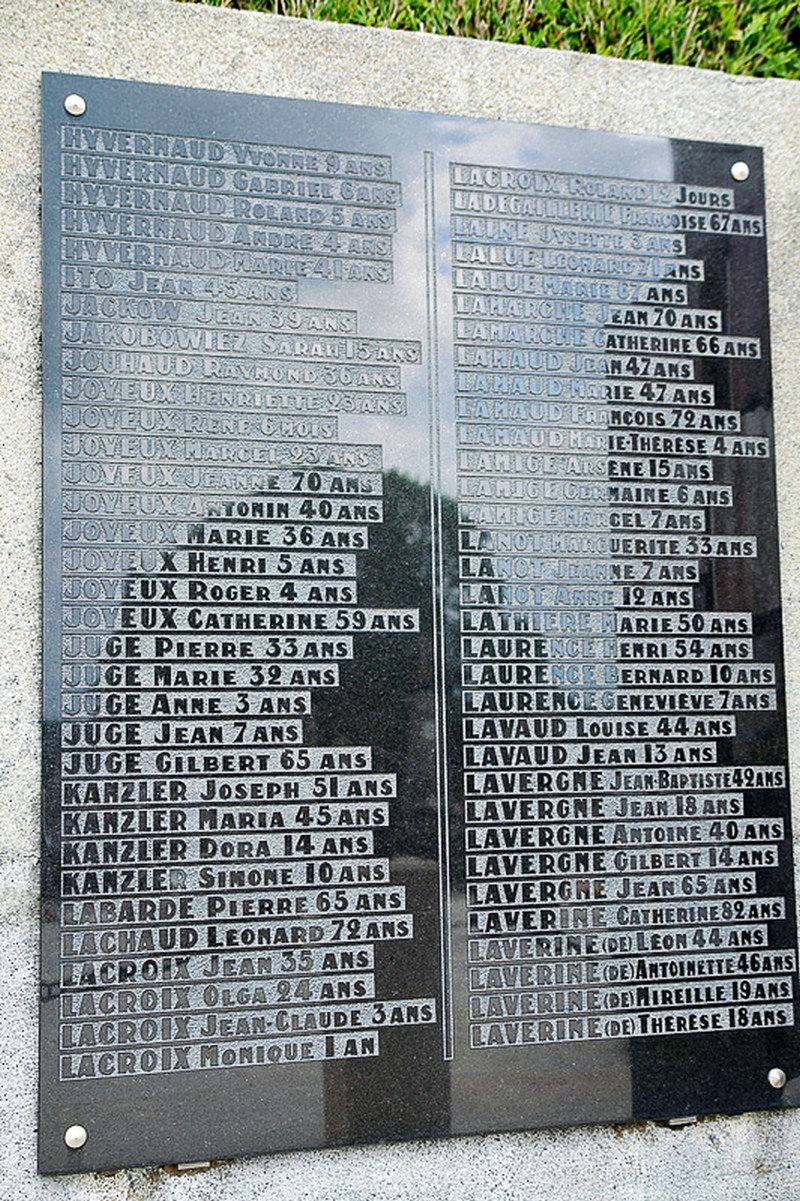 HYVERNAUD YVONNE 9 ANS
HYVERNAUD GABRIEL 6 ANS
HYVERNAUD ROLAND 5 ANS
HYVERNAUD ANDRÉ 4 ANS
HYVERNAUD MARIE 41 ANS
ITO JEAN 45 ANS
JACKOW JEAN 39 ANS
JAKOBOWIEZ SARAH 15 ANS
JOUHAUD RAYMOND 36 ANS
JOYEUX HENRIETTE 23 ANS
JOYEUX RENÉ 6 MOIS
JOYEUX MARCEL 23 ANS
JOYEUX JEANNE 70 ANS
JOYEUX ANTONIN 40 ANS
JOYEUX MARIE 36 ANS
JOYEUX HENRI 5 ANS
JOYEUX ROGER 4 ANS
JOYEUX CATHERINE 59 ANS
JUGE PIERRE 33 ANS
JUGE MARIE 32 ANS
JUGE ANNE 3 ANS
JUGE JEAN 7 ANS
JUGE GILBERT 65 ANS
KANZLER JOSEPH 51 ANS
KANZLER MARIA 45 ANS
KANZLER DORA 14 ANS
KANZLER SIMONE 10 ANS
LABARDE PIERRE 65 ANS
LACHAUD LÉONARD 72 ANS
LACROIX JEAN 35 ANS
LACROIX OLGA 24 ANS
LACROIX JEAN-CLAUDE 3 ANS
LACROIX MONIQUE 1 AN
LACROIX ROLAND 12 JOURS
LADEGAILLERIE FRANÇOISE 67 ANS
LAINE JYSETTE 3 ANS
LALUE LÉONARD 71 ANS
LALUE MARIE 67 ANS
LAMARCHE JEAN 70 ANS
LAMARCHE CATHERINE 66 ANS
LAMAUD JEAN 47 ANS
LAMAUD MARIE 47 ANS
LAMAUD FRANÇOIS 72 ANS
LAMAUD MARIE-THÉRÈSE 4 ANS
LAMIGE ARSÈNE 15 ANS
LAMIGE GERMAINE 6 ANS
LAMIGE MARCEL 7 ANS
LANOT MARGUERITE 33 ANS
LANOT JEANNE 7 ANS
LANOT ANNE 12 ANS
LATHIÈRE MARIE 50 ANS
LAURENCE HENRI 54 ANS
LAURENCE BERNARD 10 ANS
LAURENCE GENEVIÈVE 7 ANS
LAVAUD LOUISE 44 ANS
LAVAUD JEAN 13 ANS
LAVERGNE JEAN-BAPTISTE 42 ANS
LAVERGNE JEAN 18 ANS
LAVERGNE ANTOINE 40 ANS
LAVERGNE GILBERT 14 ANS
LAVERGNE JEAN 65 ANS
LAVERINE CATHERINE 82 ANS
LAVERINE (DE) LÉON 44 ANS
LAVERINE (DE) ANTOINETTE 46 ANS
LAVERINE (DE) MIREILLE 19 ANS
LAVERINE (DE) THÉRÈSE 18 ANS